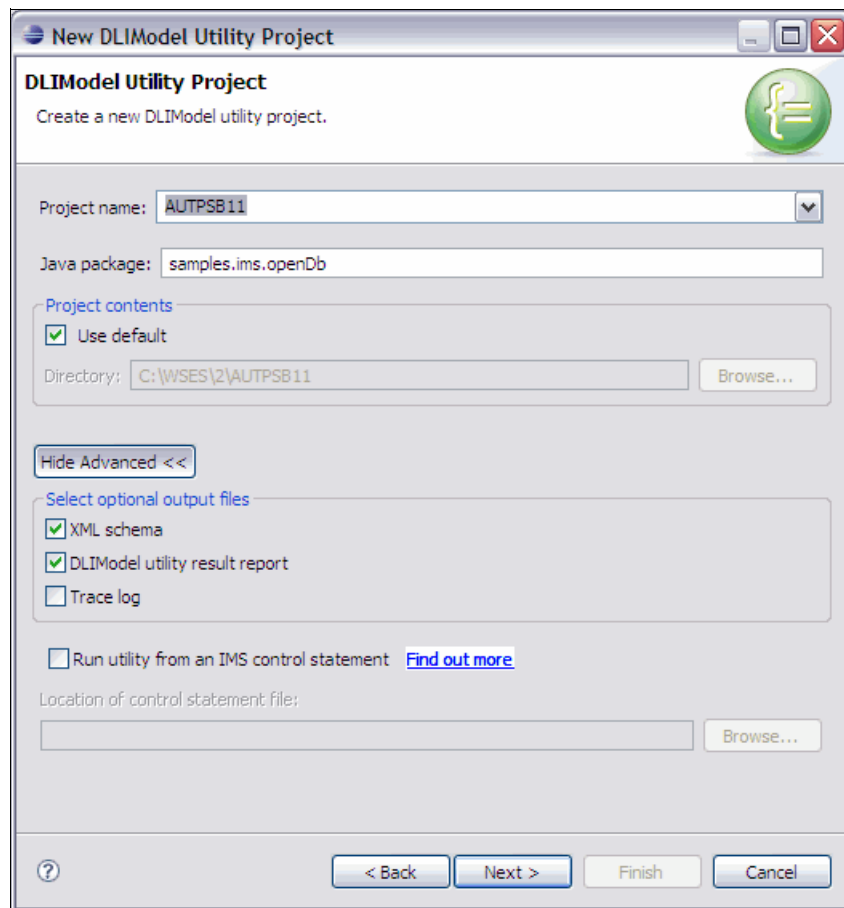 New DLIModel Utility Project
DLIModel Utility Project
Create a new DLIModel utility project.
Project name: AUTPSB11
Java package: samples.ims.openDb
Project contents
Use default
Directory: C:\WSES\2\AUTPSB11 Browse...
Hide Advanced <<
Select optional output files
XML schema
DLIModel utility result report
Trace log
Run utility from an IMS control statement Find out more
Location of control statement file:
Browse...
? < Back Next > Finish Cancel